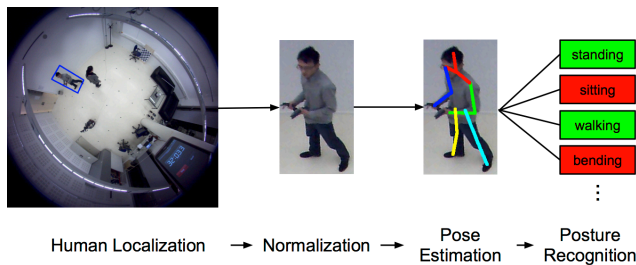 standing
sitting
walking
bending
Human Localization
Normalization
Pose
Estimation
Posture
Recognition